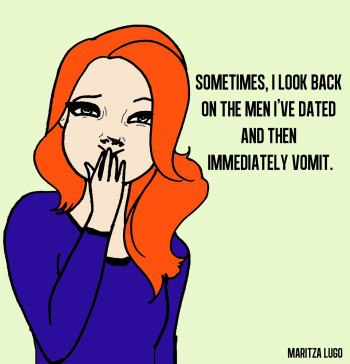 SOMETIMES, I LOOK BACK
ON THE MEN I'VE DATED
AND THEN
IMMEDIATELY VOMIT.
MARITZA LUGO